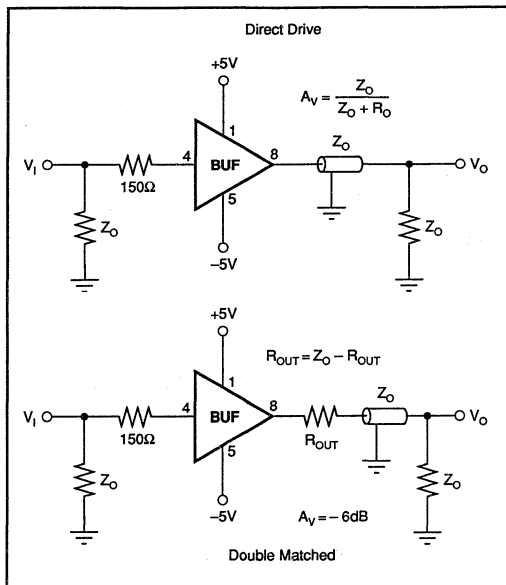 Direct Drive
+5V
A_V = Z_O / (Z_O + R_O)
1
V_I
150Ω
4
BUF
8
Z_O
V_O
5
Z_O
Z_O
−5V
+5V
R_OUT = Z_O − R_OUT
1
V_I
150Ω
4
BUF
8
R_OUT
Z_O
V_O
5
Z_O
Z_O
−5V
A_V = −6dB
Double Matched